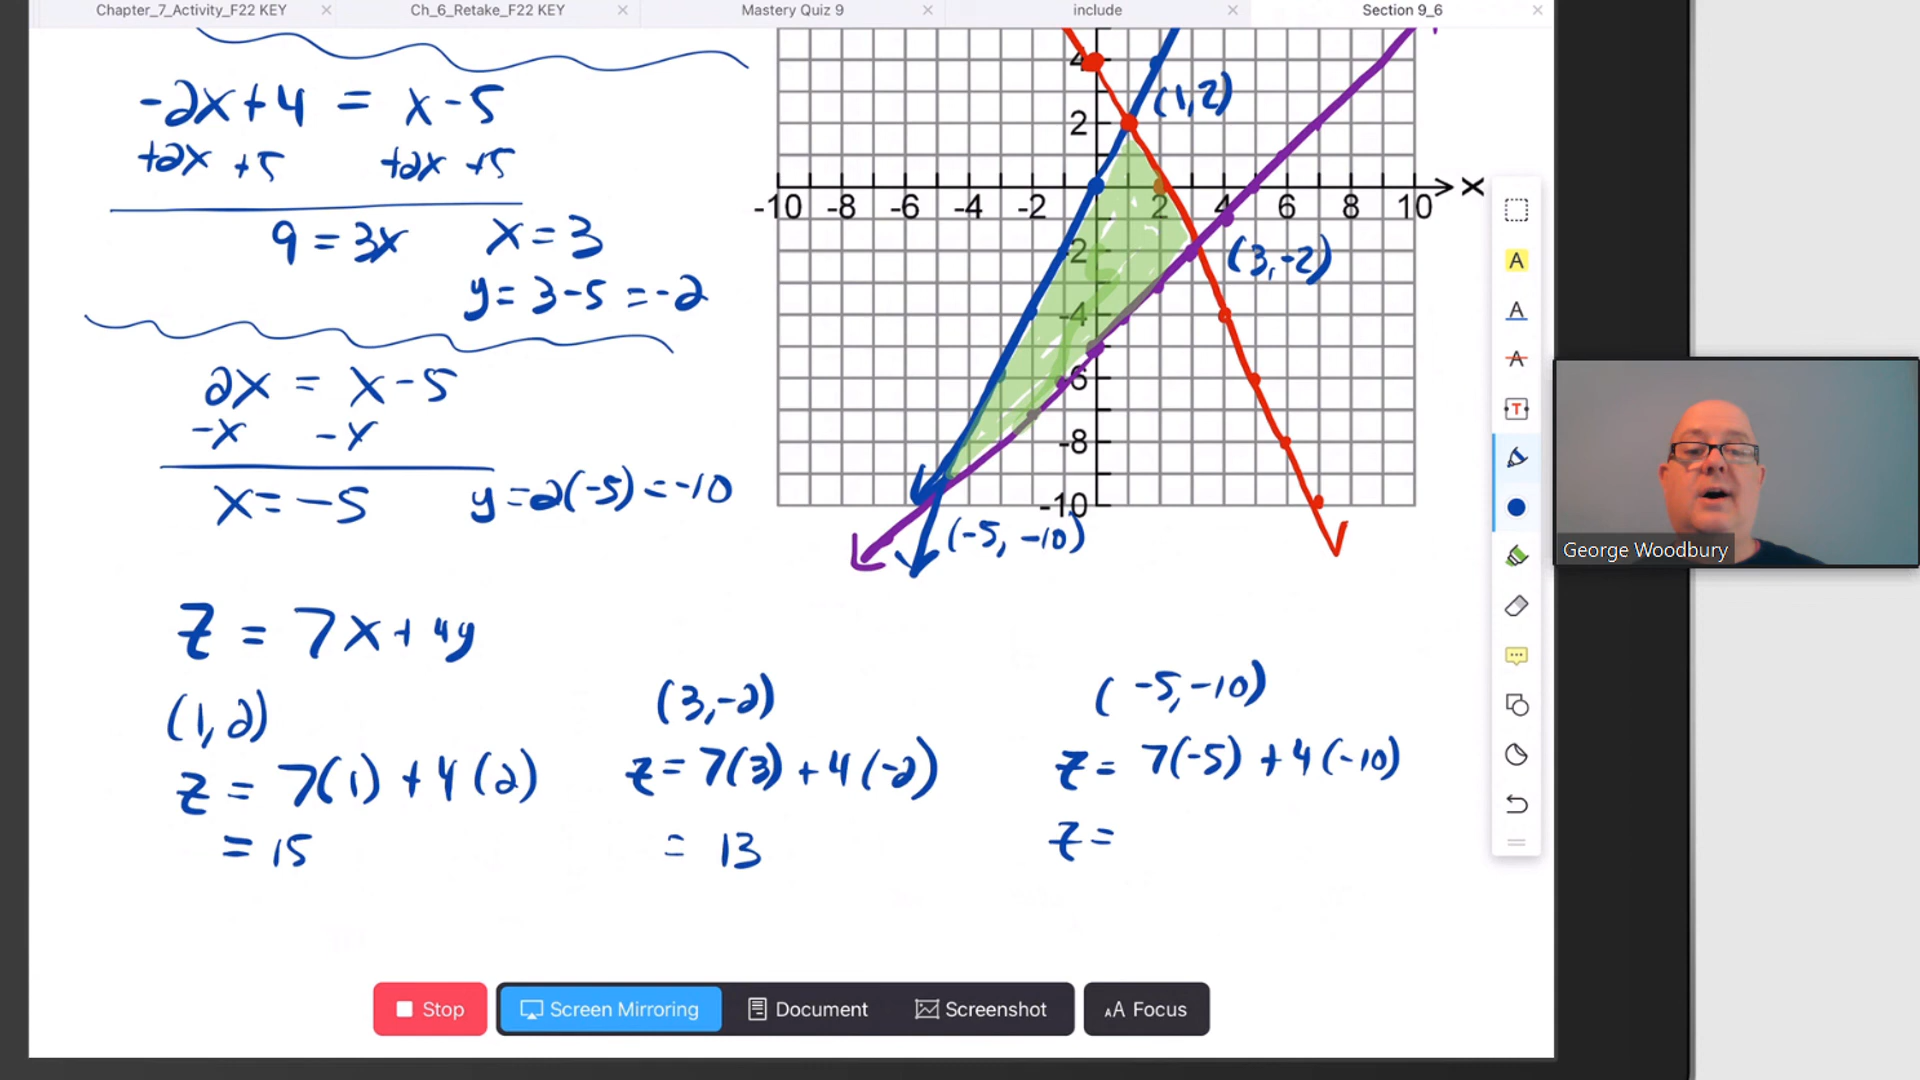 Chapter_7_Activity_F22 KEY × Ch_6_Retake_F22 KEY × Mastery Quiz 9 × include × Section 9_6 ×
-2x+4 = x-5
+2x +5 +2x +5
9 = 3x x = 3
y = 3-5 = -2
2x = x-5
-x -x
x = -5 y = 2(-5) = -10
4
(1,2)
2
x
-10 -8 -6 -4 -2 2 4 6 8 10
-2
(3,-2)
-4
-6
-8
-10
(-5, -10)
z = 7x+4y
(1,2)
z = 7(1) + 4(2)
= 15
(3,-2)
z = 7(3) + 4(-2)
= 13
(-5,-10)
z = 7(-5) + 4(-10)
z =
A
A
A
T
George Woodbury
Stop Screen Mirroring Document Screenshot AA Focus